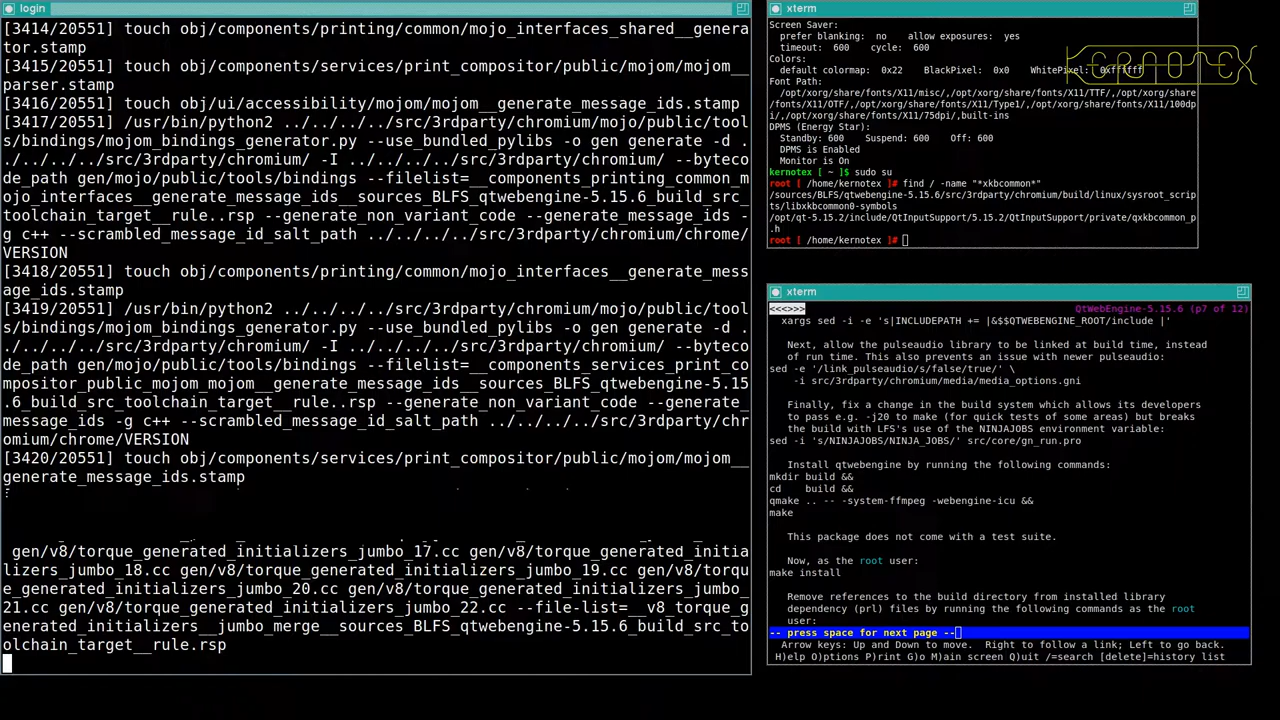 login
[3414/20551] touch obj/components/printing/common/mojo_interfaces_shared__genera
tor.stamp
[3415/20551] touch obj/components/services/print_compositor/public/mojom/mojom__
parser.stamp
[3416/20551] touch obj/ui/accessibility/mojom/mojom__generate_message_ids.stamp
[3417/20551] /usr/bin/python2 ../../../../src/3rdparty/chromium/mojo/public/tool
s/bindings/mojom_bindings_generator.py --use_bundled_pylibs -o gen generate -d .
./../../../src/3rdparty/chromium/ -I ../../../../src/3rdparty/chromium/ --byteco
de_path gen/mojo/public/tools/bindings --filelist=__components_printing_common_m
ojo_interfaces__generate_message_ids__sources_BLFS_qtwebengine-5.15.6_build_src_
toolchain_target__rule..rsp --generate_non_variant_code --generate_message_ids -
g c++ --scrambled_message_id_salt_path ../../../../src/3rdparty/chromium/chrome/
VERSION
[3418/20551] touch obj/components/printing/common/mojo_interfaces__generate_mess
age_ids.stamp
[3419/20551] /usr/bin/python2 ../../../../src/3rdparty/chromium/mojo/public/tool
s/bindings/mojom_bindings_generator.py --use_bundled_pylibs -o gen generate -d .
./../../../src/3rdparty/chromium/ -I ../../../../src/3rdparty/chromium/ --byteco
de_path gen/mojo/public/tools/bindings --filelist=__components_services_print_co
mpositor_public_mojom_mojom__generate_message_ids__sources_BLFS_qtwebengine-5.15
.6_build_src_toolchain_target__rule..rsp --generate_non_variant_code --generate_
message_ids -g c++ --scrambled_message_id_salt_path ../../../../src/3rdparty/chr
omium/chrome/VERSION
[3420/20551] touch obj/components/services/print_compositor/public/mojom/mojom__
generate_message_ids.stamp
gen/v8/torque_generated_initializers_jumbo_17.cc gen/v8/torque_generated_initia
lizers_jumbo_18.cc gen/v8/torque_generated_initializers_jumbo_19.cc gen/v8/torqu
e_generated_initializers_jumbo_20.cc gen/v8/torque_generated_initializers_jumbo_
21.cc gen/v8/torque_generated_initializers_jumbo_22.cc --file-list=__v8_torque_g
enerated_initializers__jumbo_merge__sources_BLFS_qtwebengine-5.15.6_build_src_to
olchain_target__rule.rsp
xterm
Screen Saver:
prefer blanking: no allow exposures: yes
timeout: 600 cycle: 600
Colors:
default colormap: 0x22 BlackPixel: 0x0 WhitePixel: 0xffffff
Font Path:
/opt/xorg/share/fonts/X11/misc/,/opt/xorg/share/fonts/X11/TTF/,/opt/xorg/share
/fonts/X11/OTF/,/opt/xorg/share/fonts/X11/Type1/,/opt/xorg/share/fonts/X11/100dp
i/,/opt/xorg/share/fonts/X11/75dpi/,built-ins
DPMS (Energy Star):
Standby: 600 Suspend: 600 Off: 600
DPMS is Enabled
Monitor is On
kernotex [ ~ ]$ sudo su
root [ /home/kernotex ]# find / -name "*xkbcommon*"
/sources/BLFS/qtwebengine-5.15.6/src/3rdparty/chromium/build/linux/sysroot_scrip
ts/libxkbcommon0-symbols
/opt/qt-5.15.2/include/QtInputSupport/5.15.2/QtInputSupport/private/qxkbcommon_p
.h
root [ /home/kernotex ]#
KERNOTEX
xterm
<<<>>> QtWebEngine-5.15.6 (p7 of 12)
xargs sed -i -e 's|INCLUDEPATH += |&$$QTWEBENGINE_ROOT/include |'
Next, allow the pulseaudio library to be linked at build time, instead
of run time. This also prevents an issue with newer pulseaudio:
sed -e '/link_pulseaudio/s/false/true/' \
-i src/3rdparty/chromium/media/media_options.gni
Finally, fix a change in the build system which allows its developers
to pass e.g. -j20 to make (for quick tests of some areas) but breaks
the build with LFS's use of the NINJAJOBS environment variable:
sed -i 's/NINJAJOBS/NINJA_JOBS/' src/core/gn_run.pro
Install qtwebengine by running the following commands:
mkdir build &&
cd build &&
qmake .. -- -system-ffmpeg -webengine-icu &&
make
This package does not come with a test suite.
Now, as the root user:
make install
Remove references to the build directory from installed library
dependency (prl) files by running the following commands as the root
user:
-- press space for next page --
Arrow keys: Up and Down to move. Right to follow a link; Left to go back.
H)elp O)ptions P)rint G)o M)ain screen Q)uit /=search [delete]=history list